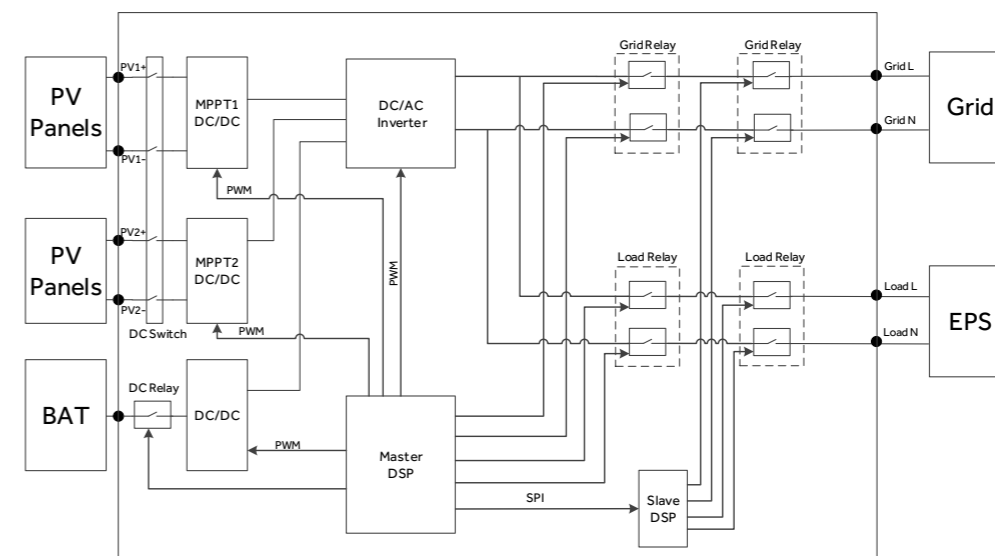 Grid Relay
Grid Relay
PV1+
Grid L
PV
Panels
MPPT1
DC/DC
DC/AC
Inverter
Grid
Grid N
PV1-
PWM
PV2+
PV
Panels
MPPT2
DC/DC
PWM
Load Relay
Load Relay
Load L
PV2-
DC Switch
PWM
EPS
Load N
DC Relay
BAT
DC/DC
PWM
Master
DSP
SPI
Slave
DSP